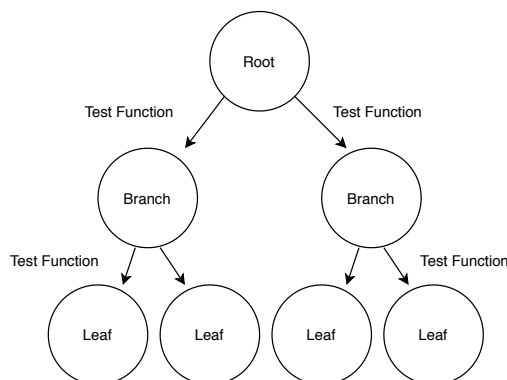 Root
Test Function
Test Function
Branch
Branch
Test Function
Test Function
Leaf
Leaf
Leaf
Leaf